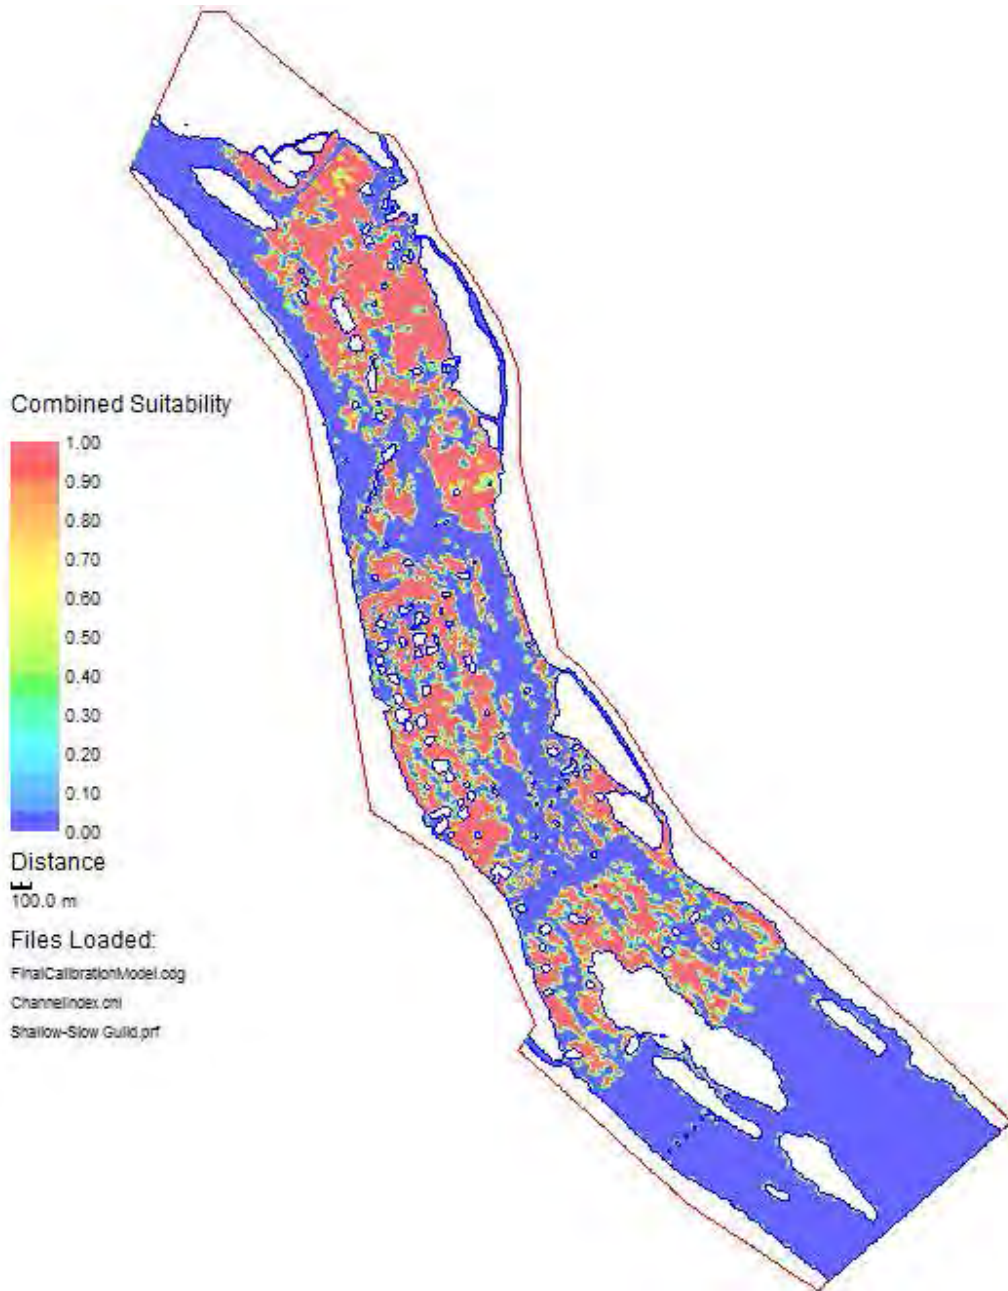 Combined Suitability
1.00
0.90
0.80
0.70
0.60
0.50
0.40
0.30
0.20
0.10
0.00
Distance
100.0 m
Files Loaded:
FinalCalibrationModel.cdg
ChannelIndex.chi
Shallow-Slow Guild.prf